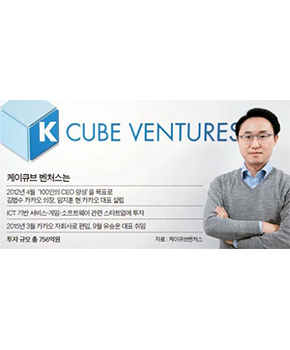 K CUBE VENTURES
케이큐브 벤처스는
2012년 4월 '100인의 CEO 양성'을 목표로
김범수 카카오 의장, 임지훈 현 카카오 대표 설립
ICT 기반 서비스·게임·소프트웨어 관련 스타트업에 투자
2015년 3월 카카오 자회사로 편입, 9월 유승운 대표 취임
투자 규모 총 756억원
자료 : 케이큐브벤처스